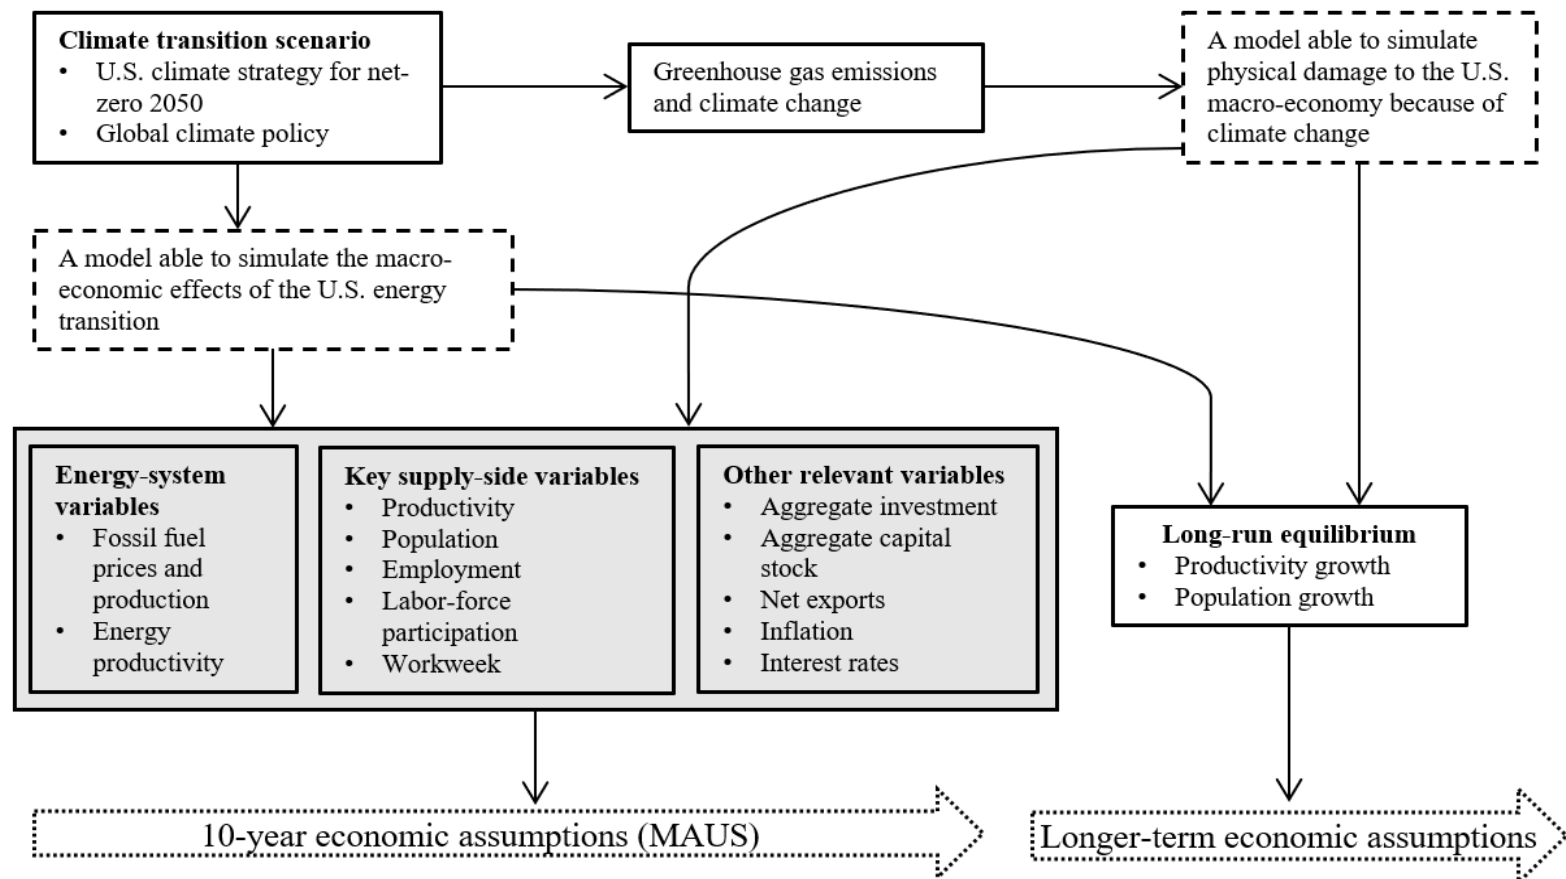 Climate transition scenario
• U.S. climate strategy for net-
zero 2050
• Global climate policy
Greenhouse gas emissions
and climate change
A model able to simulate
physical damage to the U.S.
macro-economy because of
climate change
A model able to simulate the macro-
economic effects of the U.S. energy
transition
Energy-system
variables
• Fossil fuel
prices and
production
• Energy
productivity
Key supply-side variables
• Productivity
• Population
• Employment
• Labor-force
participation
• Workweek
Other relevant variables
• Aggregate investment
• Aggregate capital
stock
• Net exports
• Inflation
• Interest rates
Long-run equilibrium
• Productivity growth
• Population growth
10-year economic assumptions (MAUS)
Longer-term economic assumptions